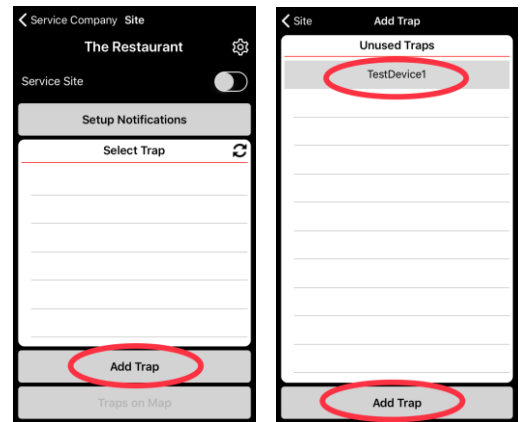 Service Company Site
The Restaurant
Service Site
Setup Notifications
Select Trap
Add Trap
Traps on Map
Site Add Trap
Unused Traps
TestDevice1
Add Trap